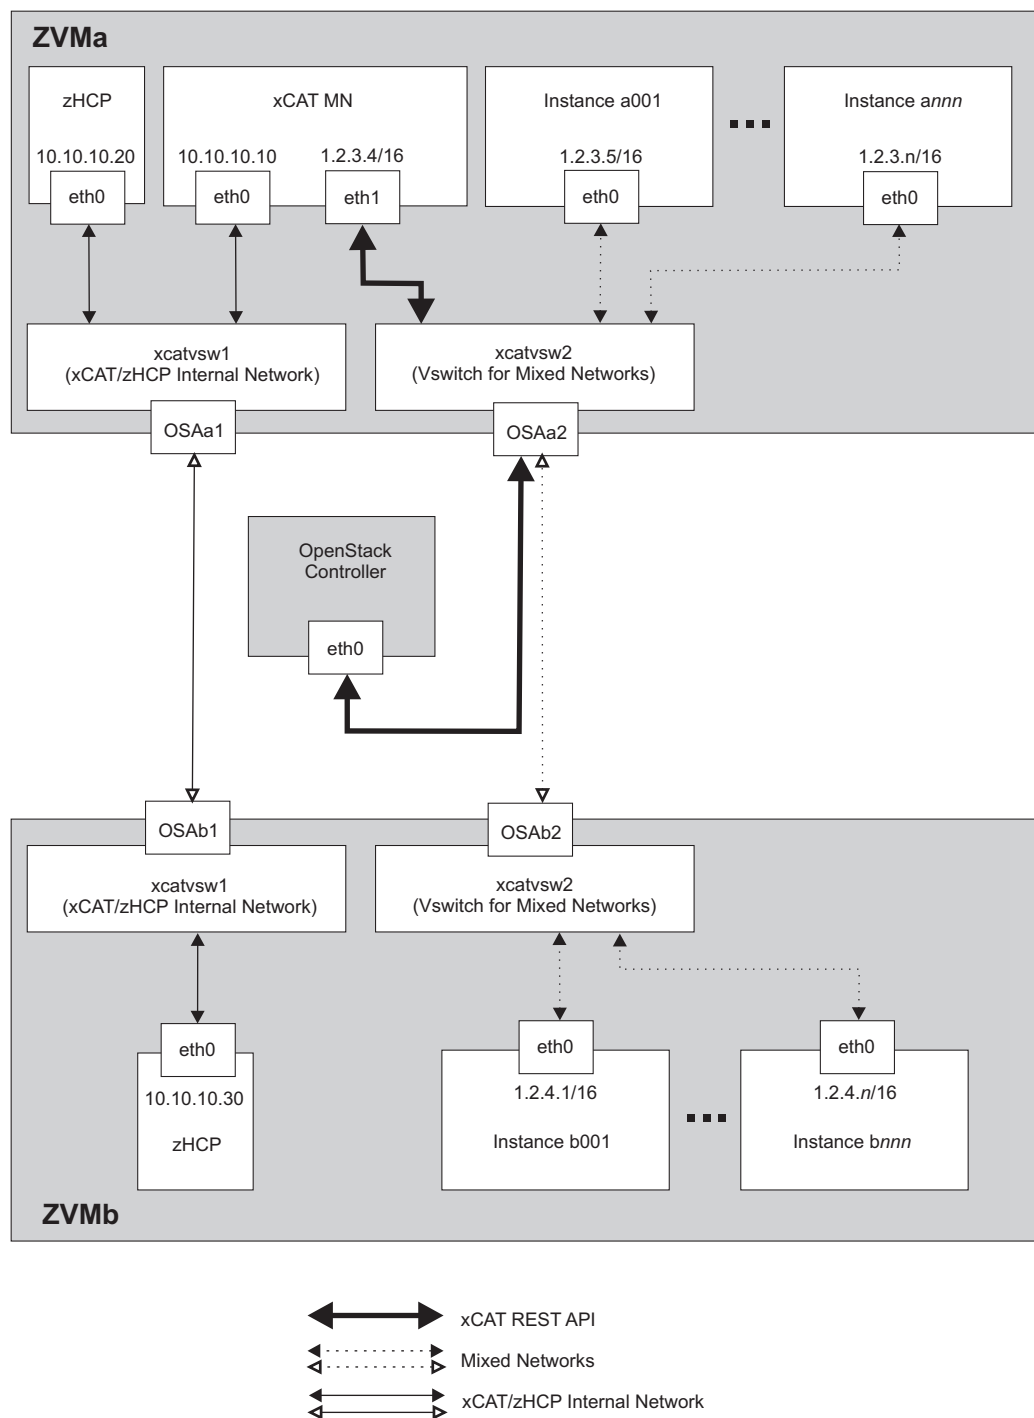 ZVMa
zHCP
xCAT MN
Instance a001
Instance annn
10.10.10.20
10.10.10.10
1.2.3.4/16
1.2.3.5/16
1.2.3.n/16
eth0
eth0
eth1
eth0
eth0
xcatvsw1
(xCAT/zHCP Internal Network)
xcatvsw2
(Vswitch for Mixed Networks)
OSAa1
OSAa2
OpenStack
Controller
eth0
OSAb1
OSAb2
xcatvsw1
(xCAT/zHCP Internal Network)
xcatvsw2
(Vswitch for Mixed Networks)
eth0
eth0
eth0
10.10.10.30
1.2.4.1/16
1.2.4.n/16
zHCP
Instance b001
Instance bnnn
ZVMb
xCAT REST API
Mixed Networks
xCAT/zHCP Internal Network